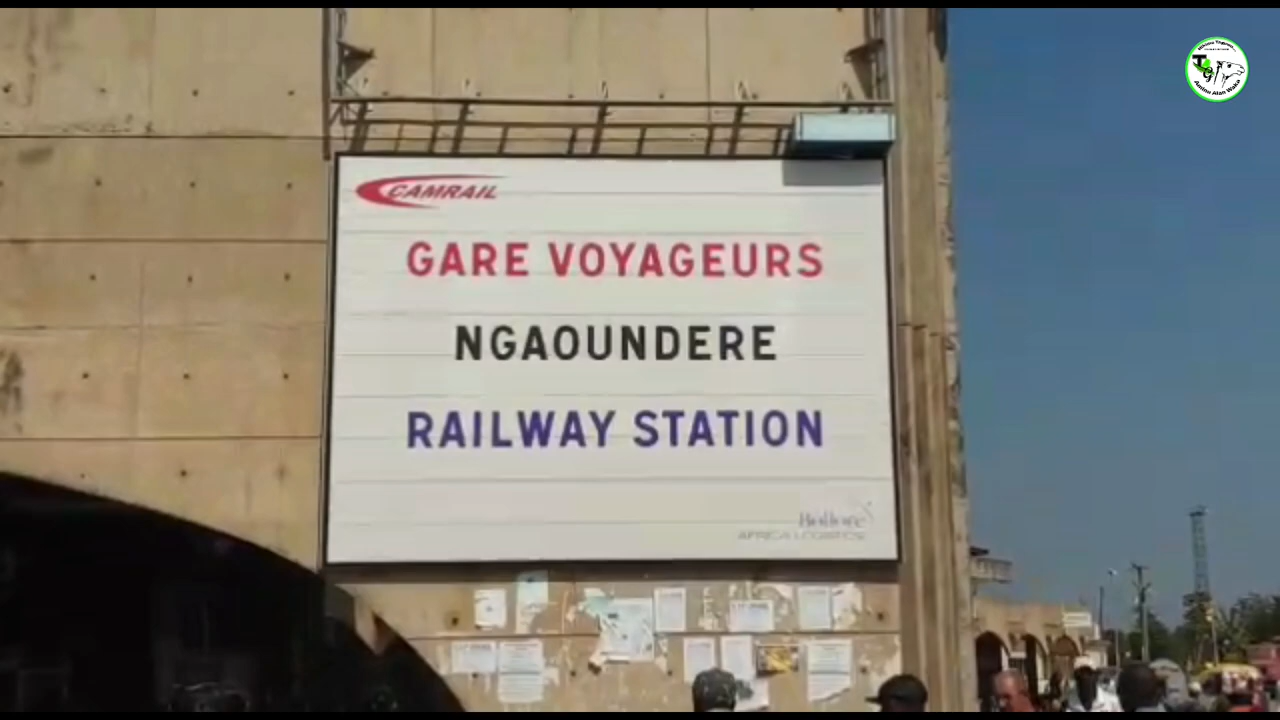 CAMRAIL
GARE VOYAGEURS
NGAOUNDERE
RAILWAY STATION
Bolloré
AFRICA LOGISTICS